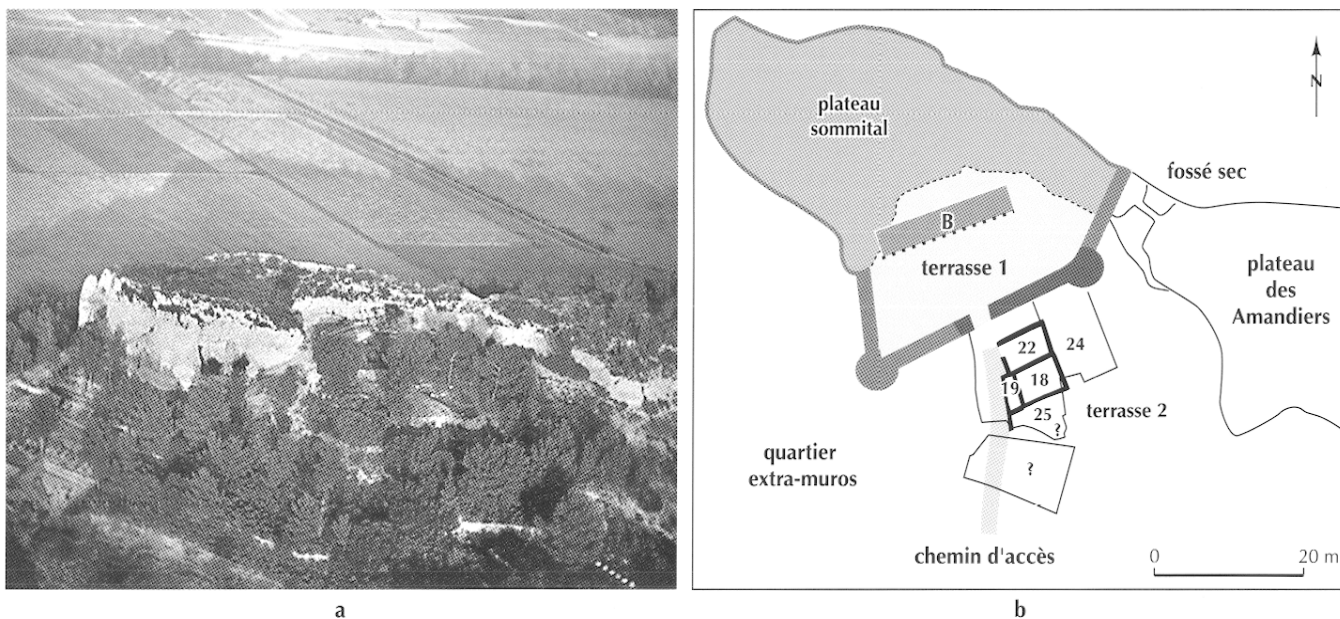 plateau
sommital
N
fossé sec
B
terrasse 1
plateau
des
Amandiers
22
24
19
18
25
?
terrasse 2
quartier
extra-muros
?
chemin d'accès
0
20 m
a
b